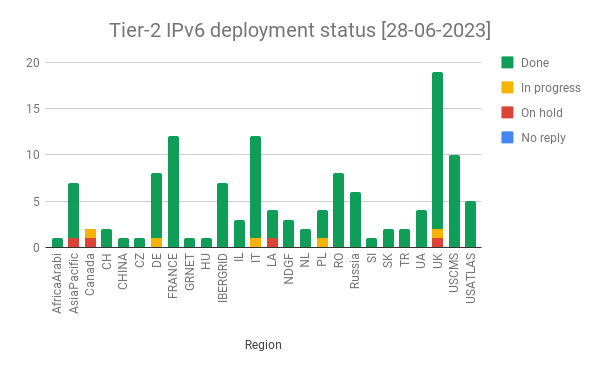 Tier-2 IPv6 deployment status [28-06-2023]
20
15
10
5
0
Done
In progress
On hold
No reply
AfricaArabi
AsiaPacific
Canada
CH
CHINA
CZ
DE
FRANCE
GRNET
HU
IBERGRID
IL
IT
LA
NDGF
NL
PL
RO
Russia
SI
SK
TR
UA
UK
USCMS
USATLAS
Region